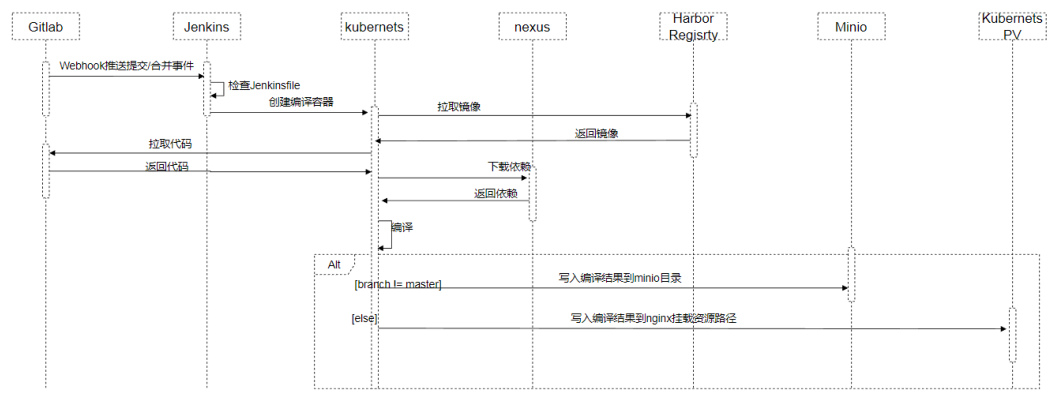 Gitlab
Jenkins
kubernets
nexus
Harbor
Regisrty
Minio
Kubernets
PV
Webhook推送提交/合并事件
检查Jenkinsfile
创建编译容器
拉取镜像
返回镜像
拉取代码
返回代码
下载依赖
返回依赖
编译
Alt
[branch != master]
写入编译结果到minio目录
[else]
写入编译结果到nginx挂载资源路径